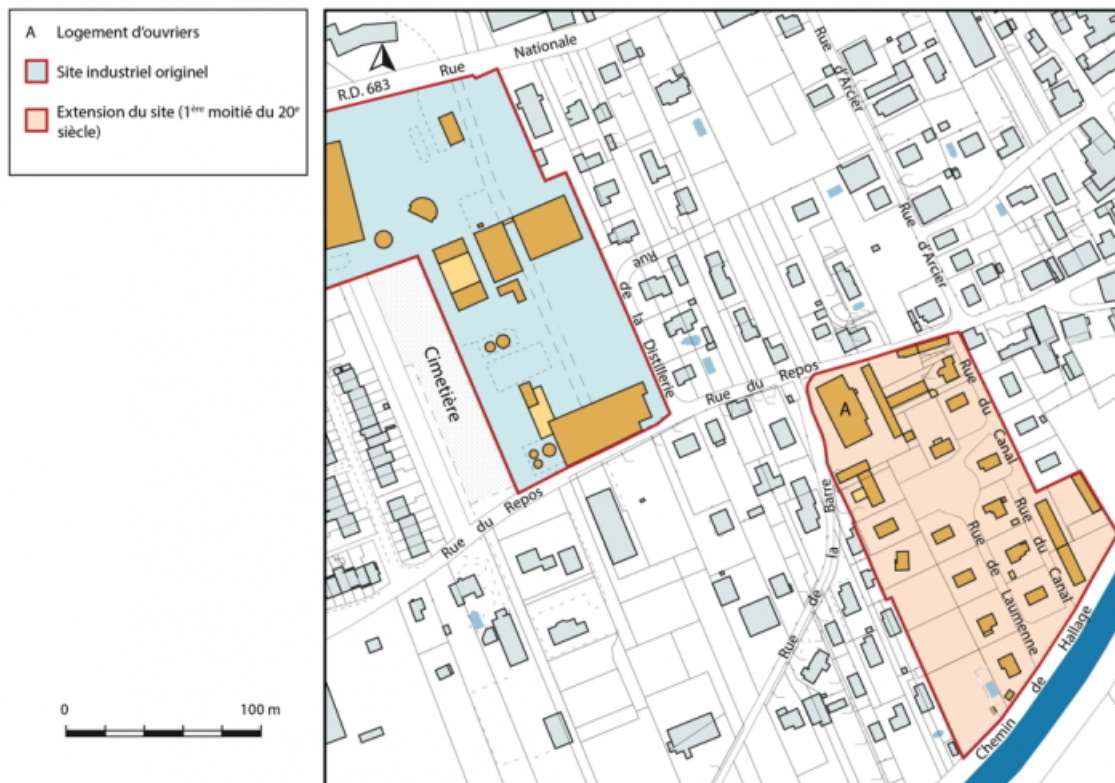 A Logement d'ouvriers
Site industriel originel
Extension du site (1ère moitié du 20e
siècle)
0 100 m
R.D. 683 Rue Nationale
Rue d'Arcier
Rue d'Arcier
Rue de la Distillerie
Cimetière
Rue du Repos
Rue du Repos
A
Rue du Canal
Rue du Canal
Rue de Laumenne
Rue de la Barre
Chemin de Hallage